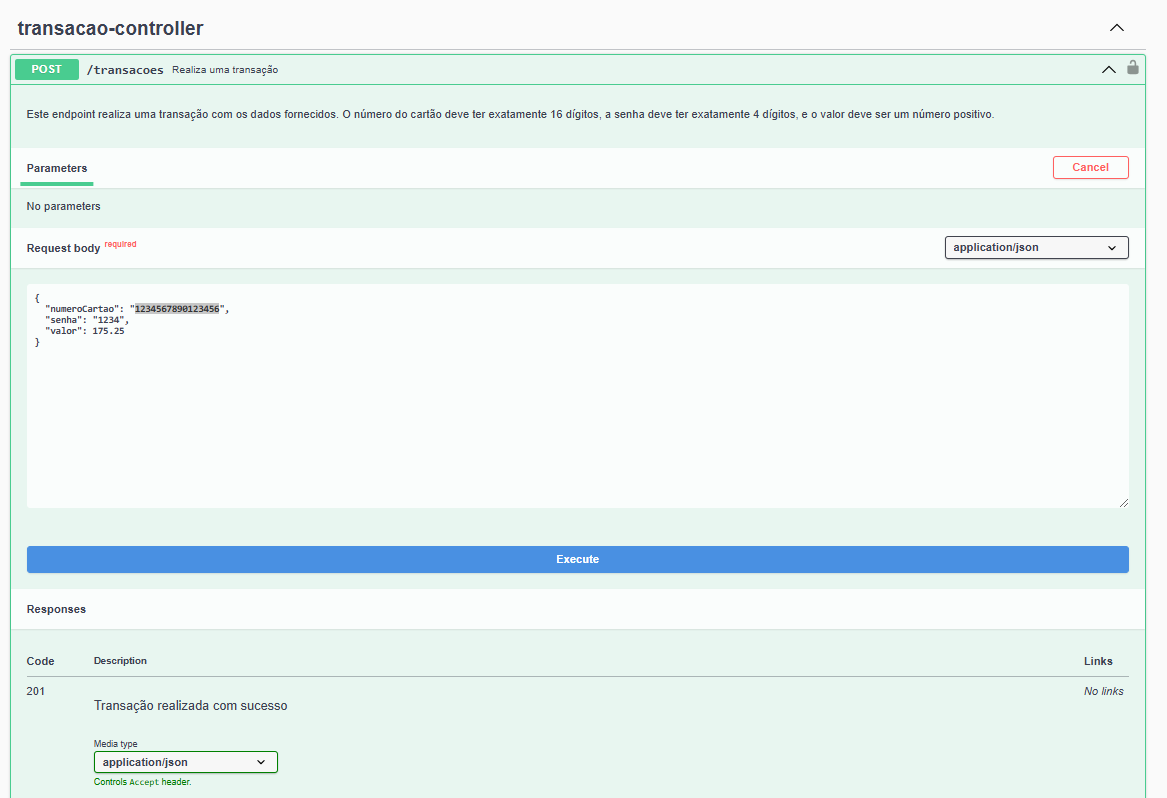 transacao-controller
POST /transacoes Realiza uma transação
Este endpoint realiza uma transação com os dados fornecidos. O número do cartão deve ter exatamente 16 dígitos, a senha deve ter exatamente 4 dígitos, e o valor deve ser um número positivo.
Parameters Cancel
No parameters
Request body required application/json
{
"numeroCartao": "1234567890123456",
"senha": "1234",
"valor": 175.25
}
Execute
Responses
Code Description Links
201 Transação realizada com sucesso No links
Media type
application/json
Controls Accept header.